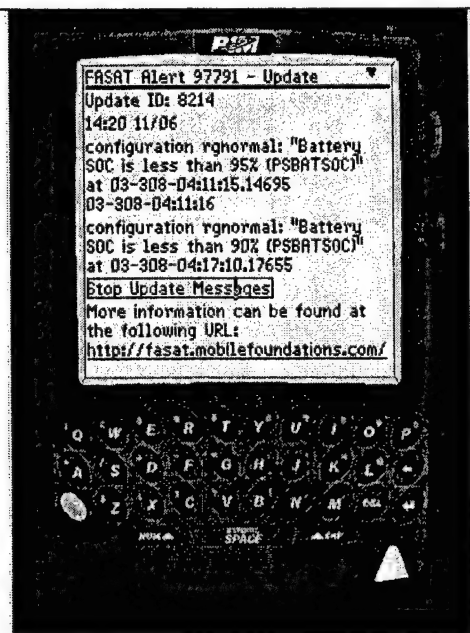 FASAT Alert 97791 - Update
Update ID: 8214
14:20 11/06
configuration rgnormal: "Battery
SOC is less than 95% (PSBATSOC)"
at 03-308-04:11:15.14695
03-308-04:11:16
configuration rgnormal: "Battery
SOC is less than 90% (PSBATSOC)"
at 03-308-04:17:10.17655
Stop Update Messages
More information can be found at
the following URL:
http://fasat.mobilefoundations.com/
Q W E R T Y U I O P
A S D F G H J K L
Z X C V B N M DEL
NUM SPACE CAP